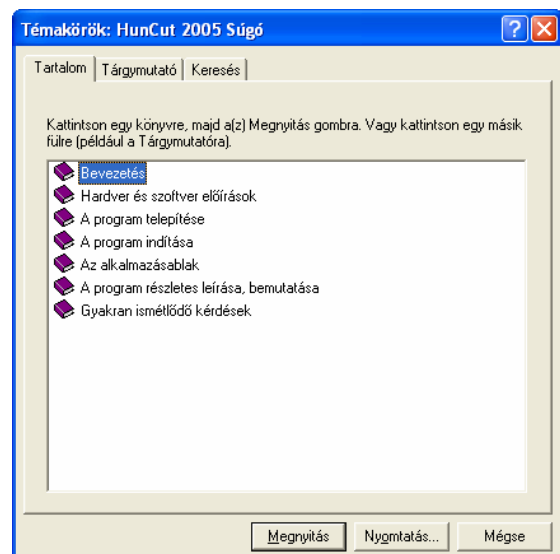 Témakörök: HunCut 2005 Súgó
Tartalom Tárgymutató Keresés
Kattintson egy könyvre, majd a(z) Megnyitás gombra. Vagy kattintson egy másik
fülre (például a Tárgymutatóra).
Bevezetés
Hardver és szoftver előírások
A program telepítése
A program indítása
Az alkalmazásablak
A program részletes leírása, bemutatása
Gyakran ismétlődő kérdések
Megnyitás Nyomtatás... Mégse